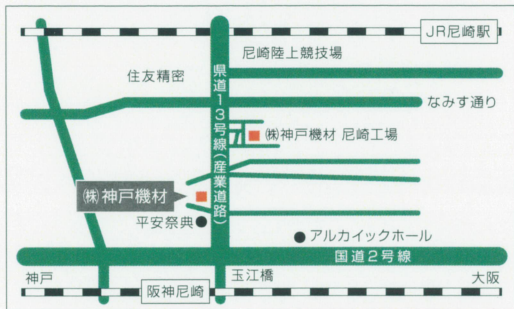 JR尼崎駅
尼崎陸上競技場
住友精密
なみす通り
県道13号線(産業道路)
㈱神戸機材 尼崎工場
㈱神戸機材
平安祭典
アルカイックホール
国道2号線
神戸
玉江橋
大阪
阪神尼崎